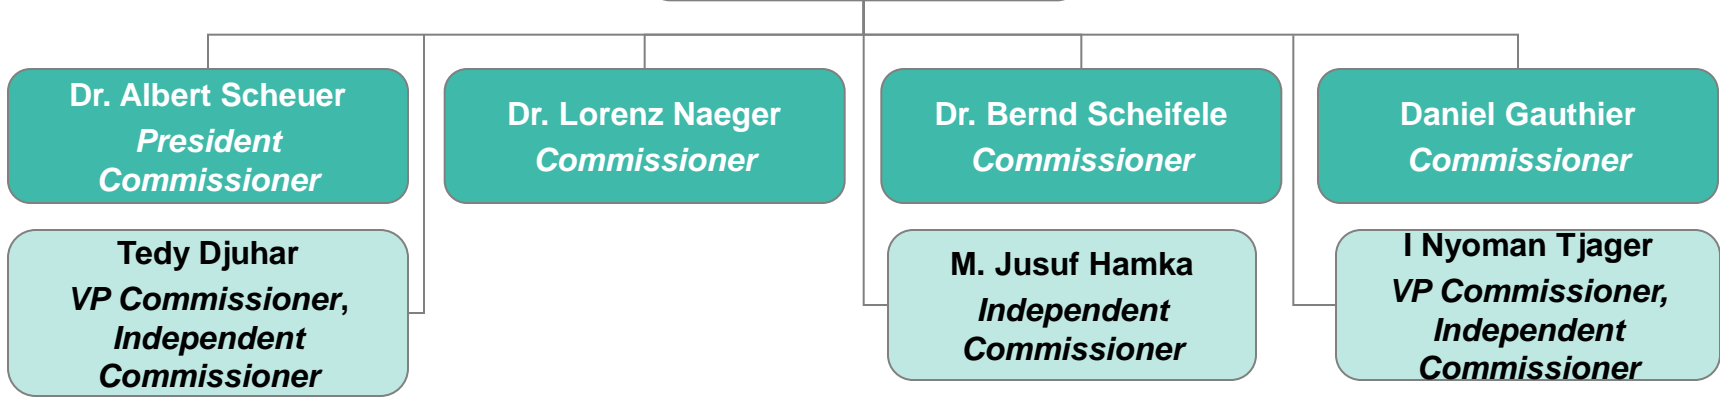 Dr. Albert Scheuer
President
Commissioner
Dr. Lorenz Naeger
Commissioner
Dr. Bernd Scheifele
Commissioner
Daniel Gauthier
Commissioner
Tedy Djuhar
VP Commissioner,
Independent
Commissioner
M. Jusuf Hamka
Independent
Commissioner
I Nyoman Tjager
VP Commissioner,
Independent
Commissioner